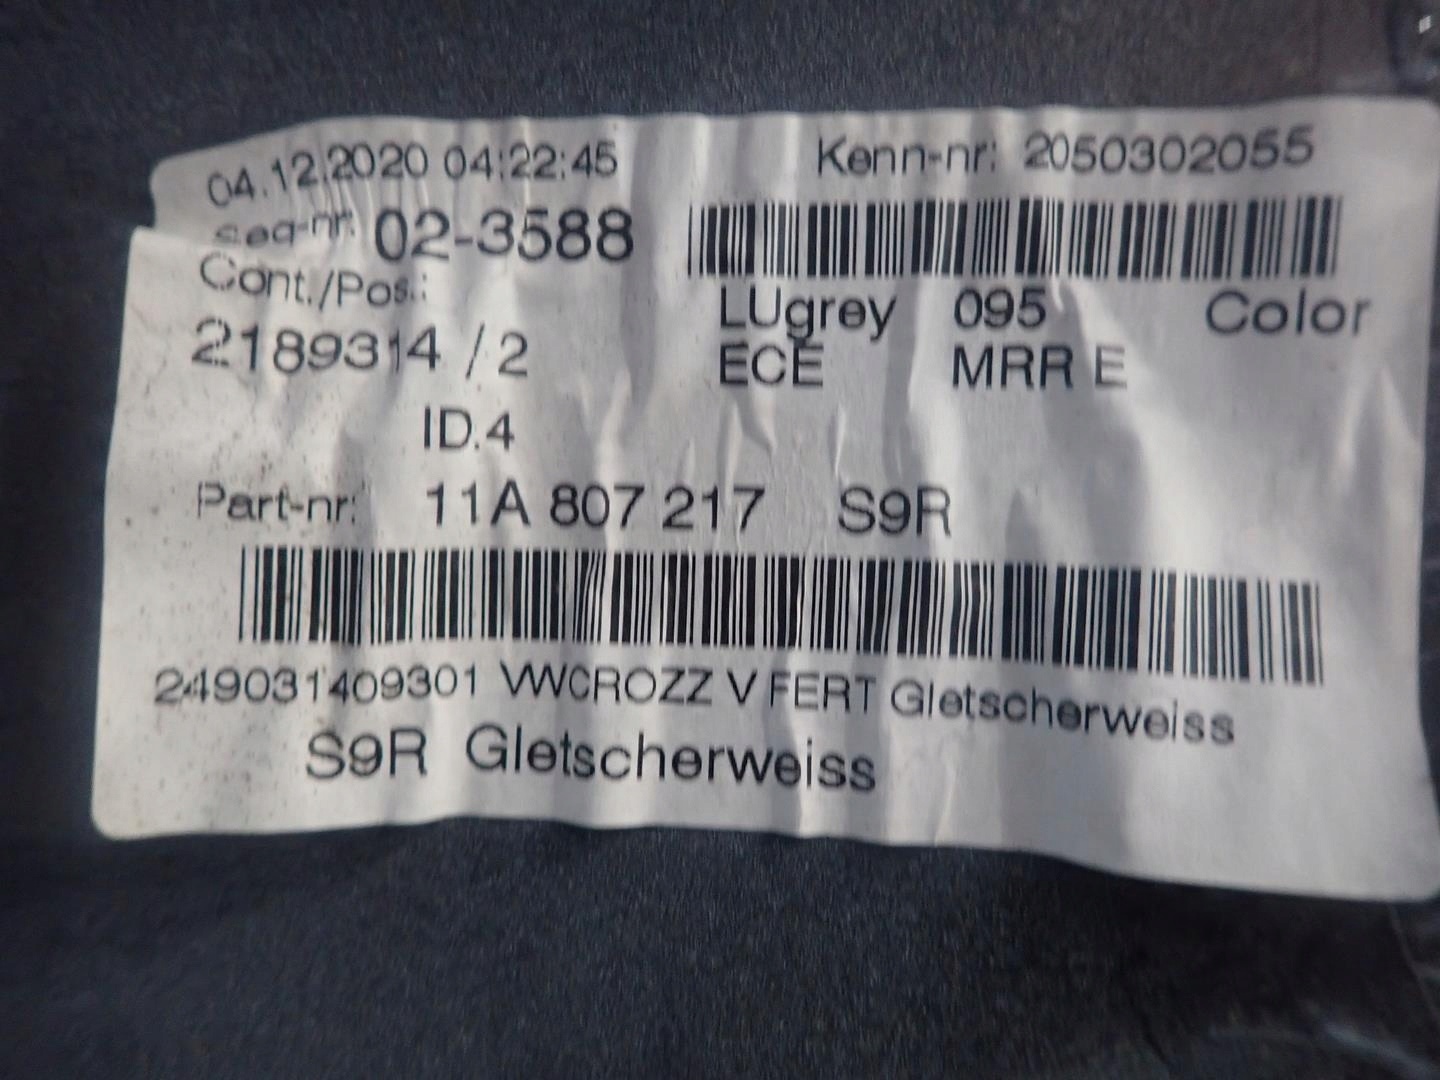 04.12.2020 04:22:45
Kenn-nr: 2050302055
Seq-nr: 02-3588
Cont./Pos.:
LUgrey 095 Color
2189314 / 2
ECE MRR E
ID.4
Part-nr: 11A 807 217 S9R
249031409301 VWCROZZ V FERT Gletscherweiss
S9R Gletscherweiss